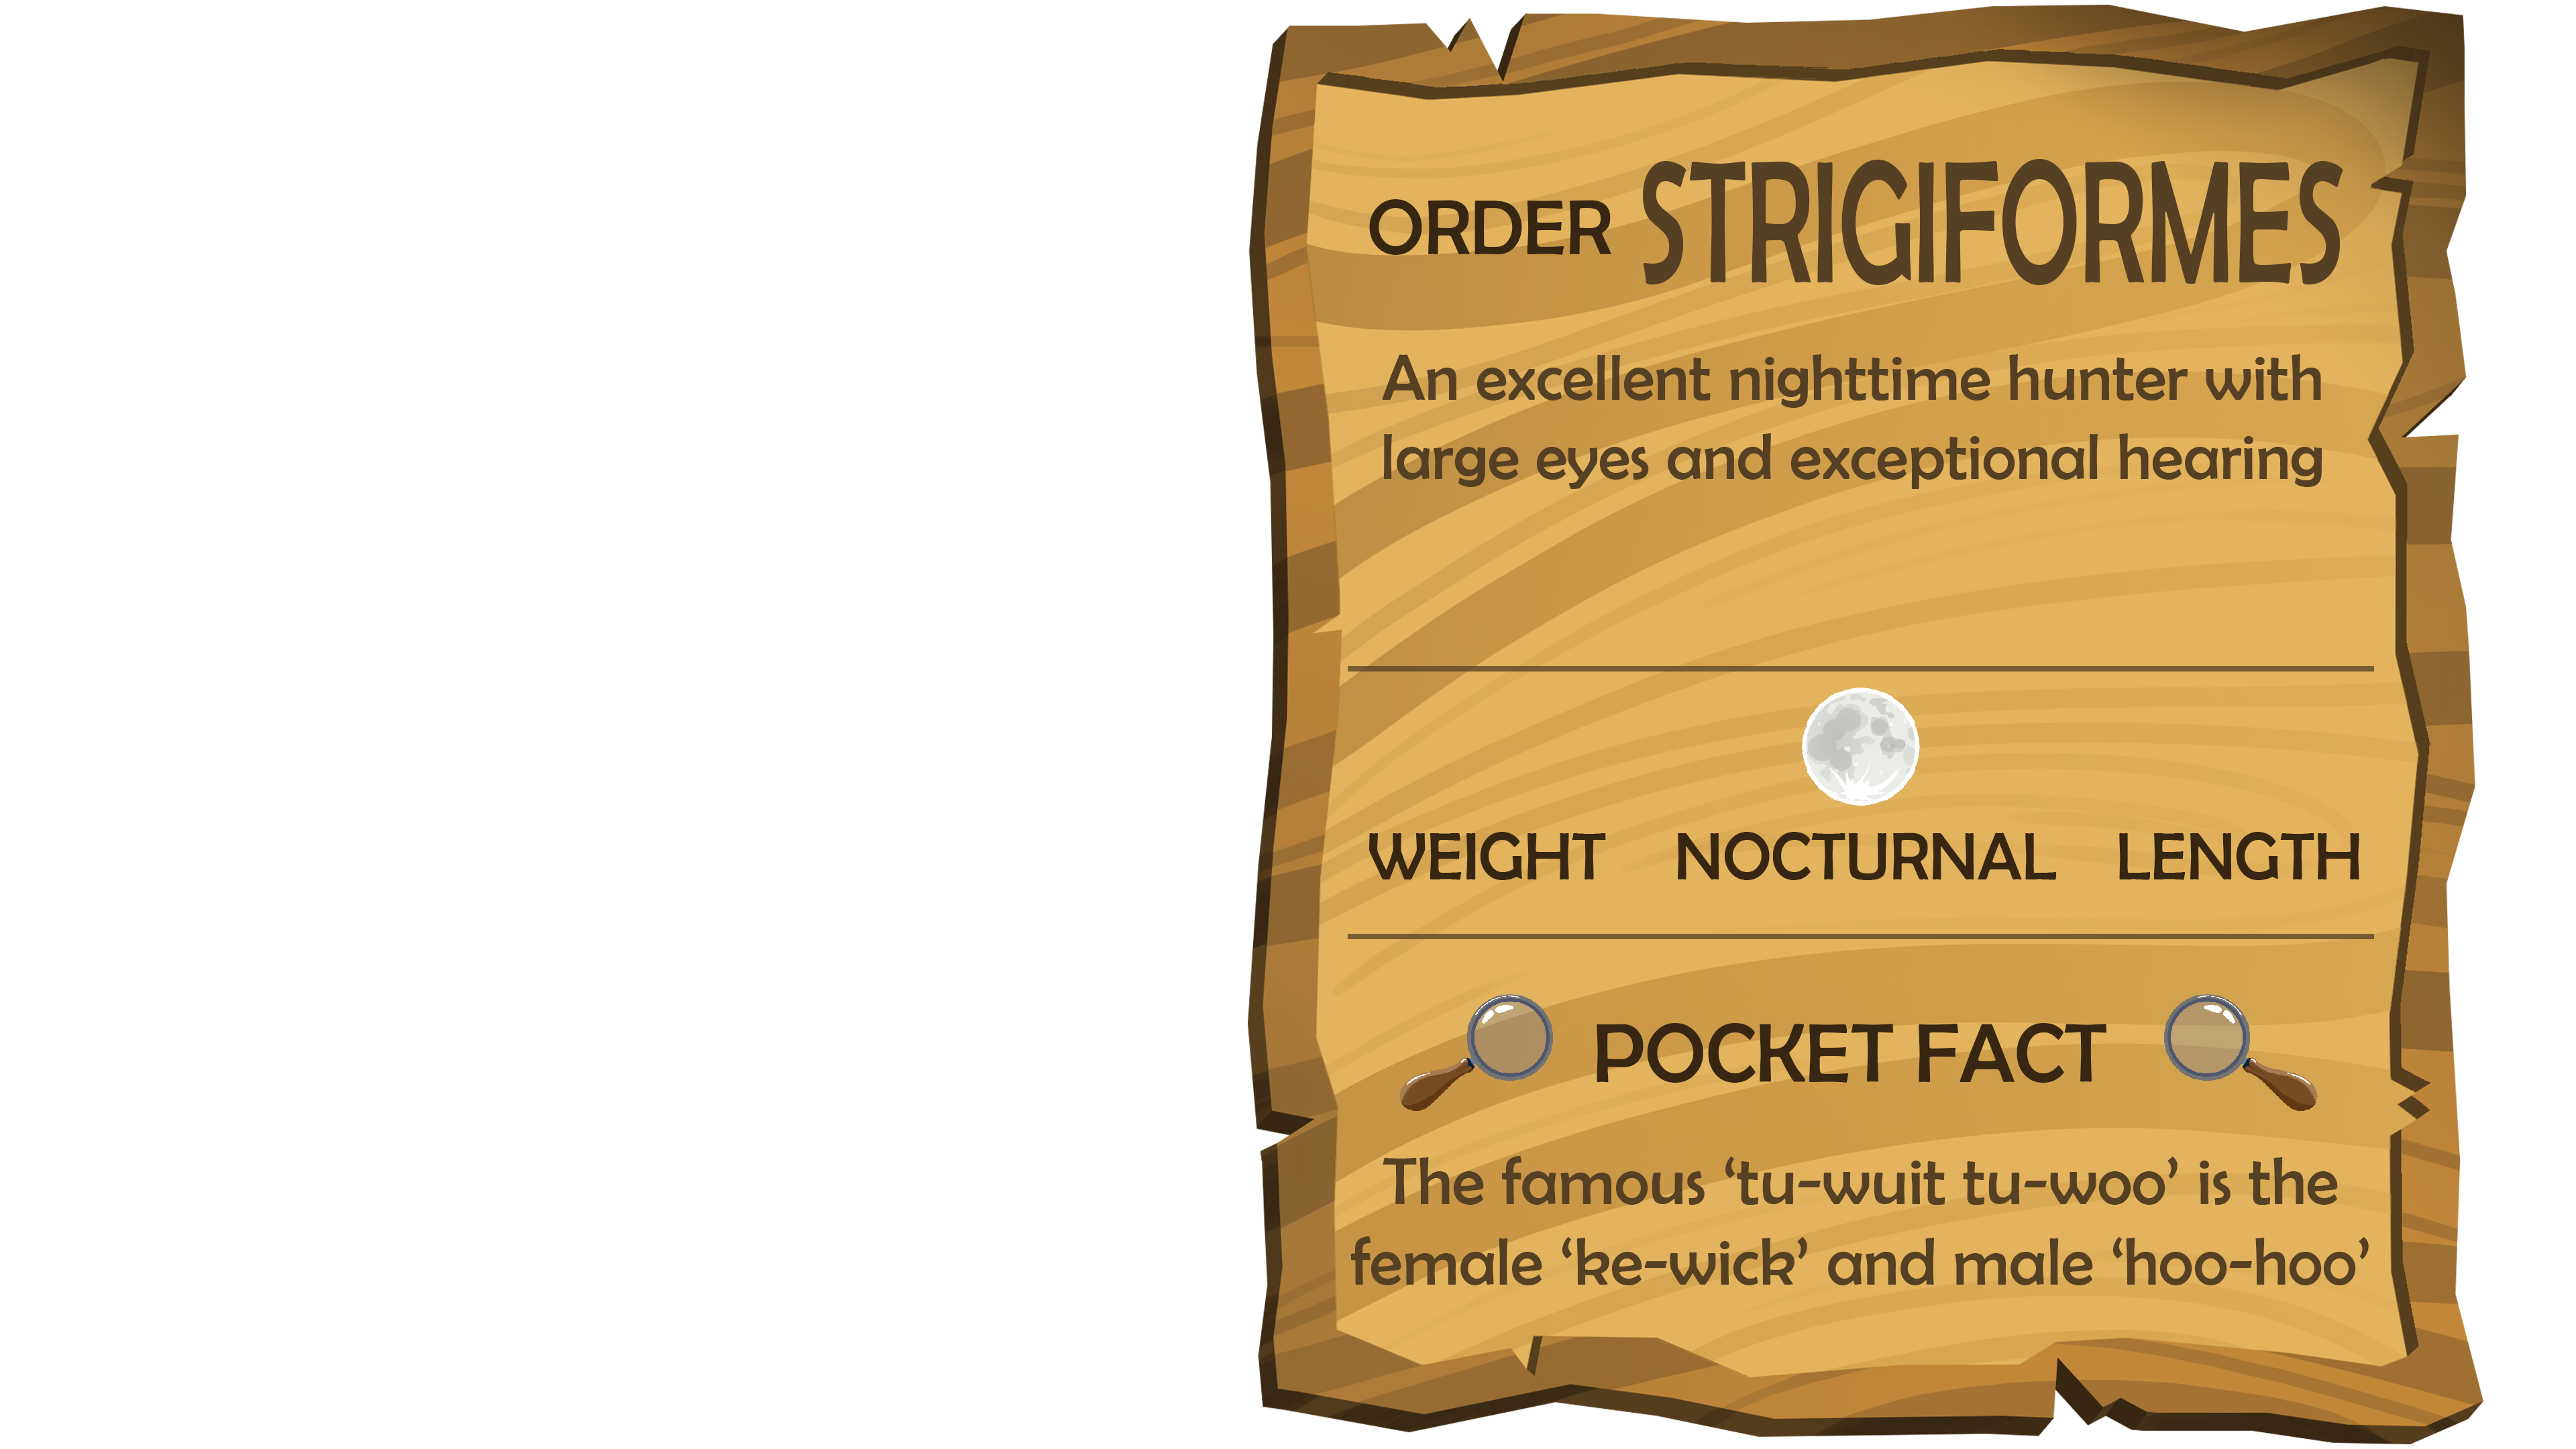 ORDER STRIGIFORMES
An excellent nighttime hunter with
large eyes and exceptional hearing
WEIGHT NOCTURNAL LENGTH
POCKET FACT
The famous ‘tu-wuit tu-woo’ is the
female ‘ke-wick’ and male ‘hoo-hoo’